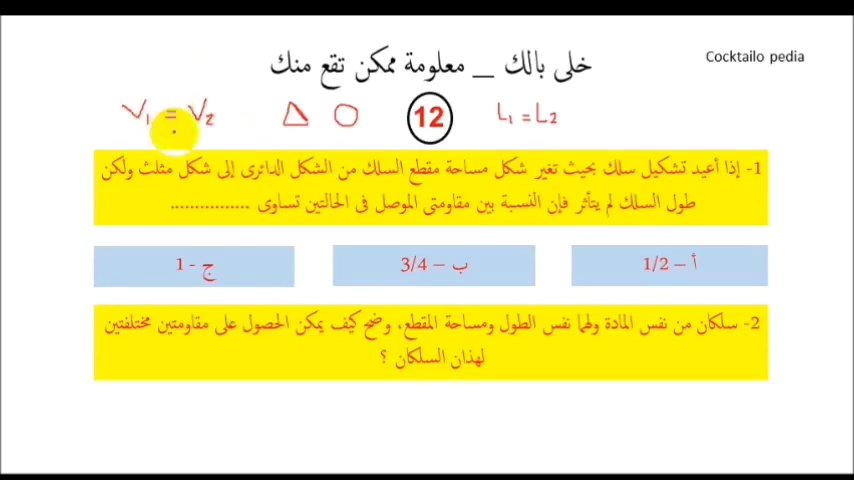 Cocktailo pedia
خلى بالك _ معلومة ممكن تقع منك
V1 = V2
12
L1 = L2
1- إذا أعيد تشكيل سلك بحيث تغير شكل مساحة مقطع السلك من الشكل الدائرى إلى شكل مثلث ولكن
طول السلك لم يتأثر فإن النسبة بين مقاومتى الموصل فى الحالتين تساوى ................
أ – 1/2
ب – 3/4
ج - 1
2- سلكان من نفس المادة ولهما نفس الطول ومساحة المقطع، وضح كيف يمكن الحصول على مقاومتين مختلفتين
لهذان السلكان ؟